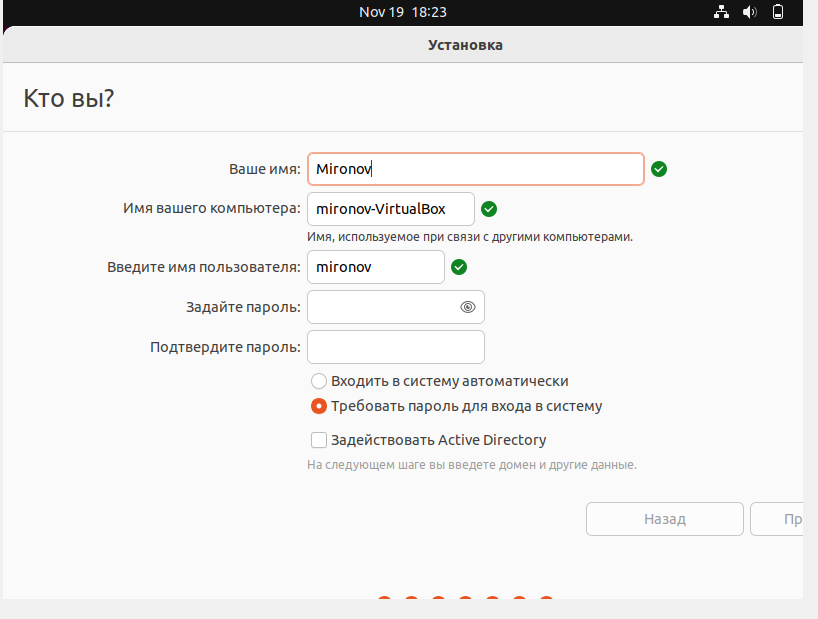 Nov 19 18:23
Установка
Кто вы?
Ваше имя: Mironov
Имя вашего компьютера: mironov-VirtualBox
Имя, используемое при связи с другими компьютерами.
Введите имя пользователя: mironov
Задайте пароль:
Подтвердите пароль:
Входить в систему автоматически
Требовать пароль для входа в систему
Задействовать Active Directory
На следующем шаге вы введете домен и другие данные.
Назад Пр